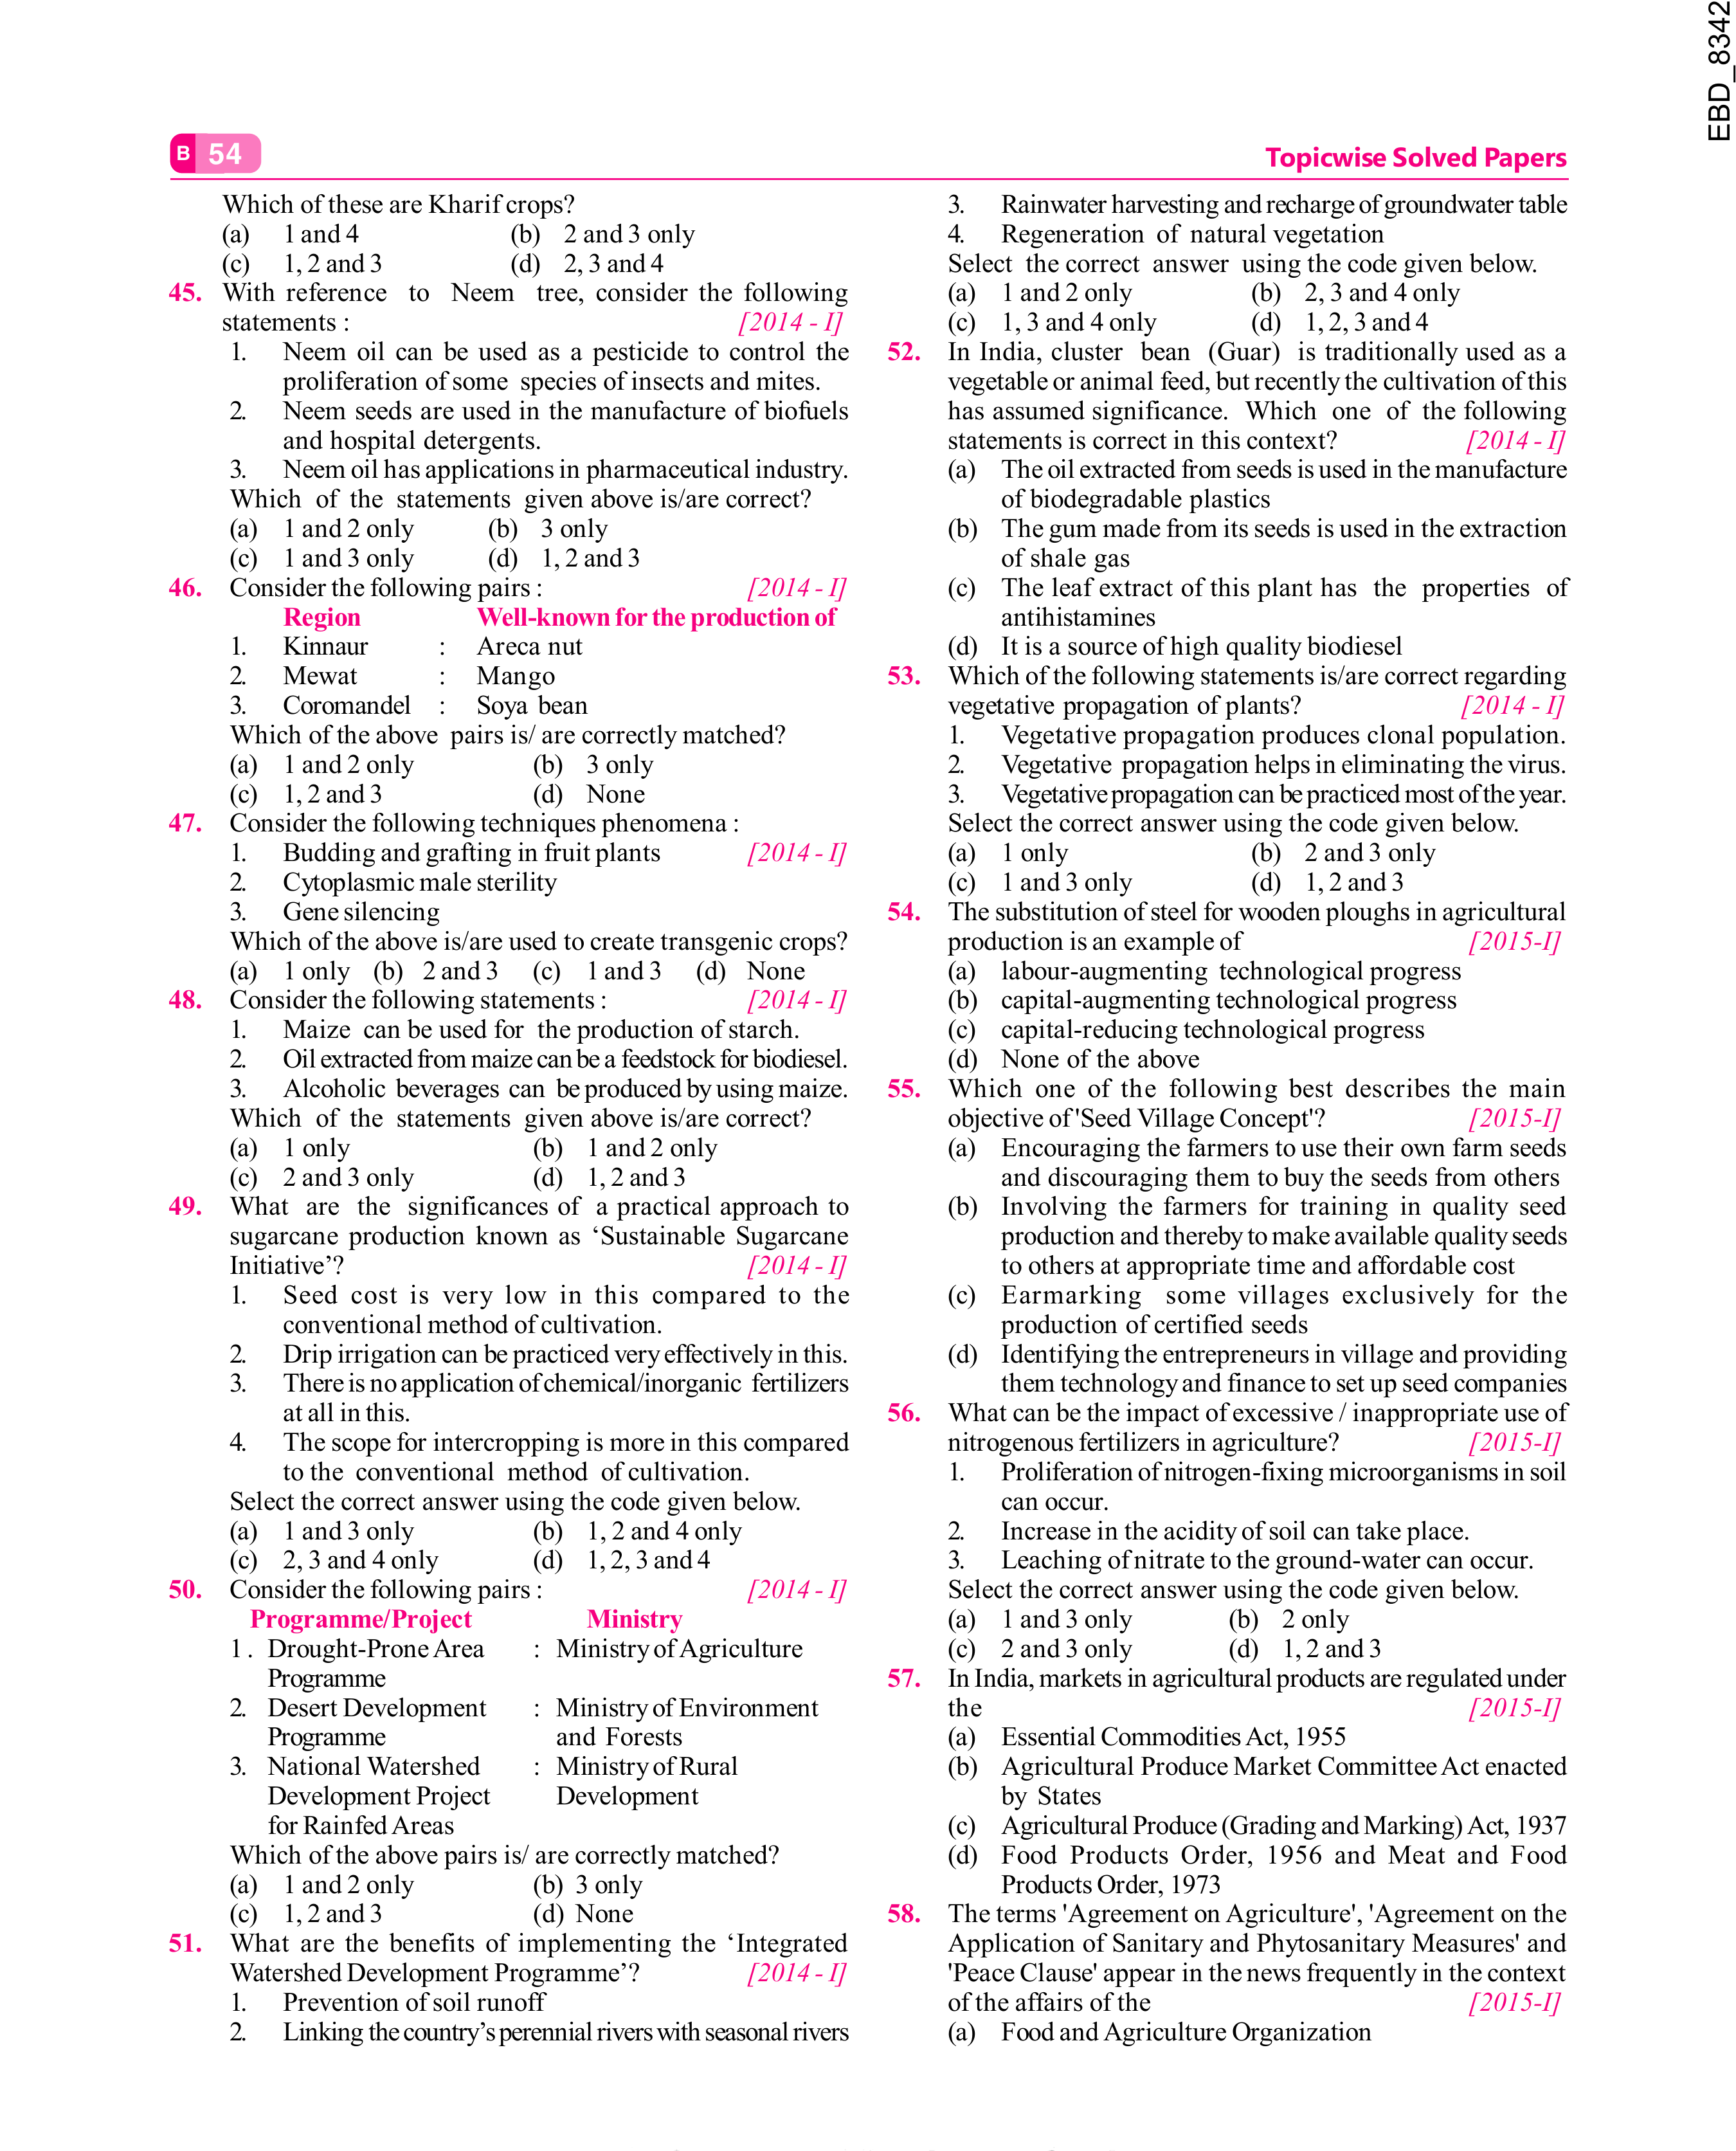 EBD_8342
B 54
Topicwise Solved Papers
Which of these are Kharif crops?
(a) 1 and 4 (b) 2 and 3 only
(c) 1, 2 and 3 (d) 2, 3 and 4
45. With reference to Neem tree, consider the following
statements : [2014 - I]
1. Neem oil can be used as a pesticide to control the
proliferation of some species of insects and mites.
2. Neem seeds are used in the manufacture of biofuels
and hospital detergents.
3. Neem oil has applications in pharmaceutical industry.
Which of the statements given above is/are correct?
(a) 1 and 2 only (b) 3 only
(c) 1 and 3 only (d) 1, 2 and 3
46. Consider the following pairs : [2014 - I]
Region Well-known for the production of
1. Kinnaur : Areca nut
2. Mewat : Mango
3. Coromandel : Soya bean
Which of the above pairs is/ are correctly matched?
(a) 1 and 2 only (b) 3 only
(c) 1, 2 and 3 (d) None
47. Consider the following techniques phenomena :
1. Budding and grafting in fruit plants [2014 - I]
2. Cytoplasmic male sterility
3. Gene silencing
Which of the above is/are used to create transgenic crops?
(a) 1 only (b) 2 and 3 (c) 1 and 3 (d) None
48. Consider the following statements : [2014 - I]
1. Maize can be used for the production of starch.
2. Oil extracted from maize can be a feedstock for biodiesel.
3. Alcoholic beverages can be produced by using maize.
Which of the statements given above is/are correct?
(a) 1 only (b) 1 and 2 only
(c) 2 and 3 only (d) 1, 2 and 3
49. What are the significances of a practical approach to
sugarcane production known as ‘Sustainable Sugarcane
Initiative’? [2014 - I]
1. Seed cost is very low in this compared to the
conventional method of cultivation.
2. Drip irrigation can be practiced very effectively in this.
3. There is no application of chemical/inorganic fertilizers
at all in this.
4. The scope for intercropping is more in this compared
to the conventional method of cultivation.
Select the correct answer using the code given below.
(a) 1 and 3 only (b) 1, 2 and 4 only
(c) 2, 3 and 4 only (d) 1, 2, 3 and 4
50. Consider the following pairs : [2014 - I]
Programme/Project Ministry
1 . Drought-Prone Area : Ministry of Agriculture
Programme
2. Desert Development : Ministry of Environment
Programme and Forests
3. National Watershed : Ministry of Rural
Development Project Development
for Rainfed Areas
Which of the above pairs is/ are correctly matched?
(a) 1 and 2 only (b) 3 only
(c) 1, 2 and 3 (d) None
51. What are the benefits of implementing the ‘Integrated
Watershed Development Programme’? [2014 - I]
1. Prevention of soil runoff
2. Linking the country’s perennial rivers with seasonal rivers
3. Rainwater harvesting and recharge of groundwater table
4. Regeneration of natural vegetation
Select the correct answer using the code given below.
(a) 1 and 2 only (b) 2, 3 and 4 only
(c) 1, 3 and 4 only (d) 1, 2, 3 and 4
52. In India, cluster bean (Guar) is traditionally used as a
vegetable or animal feed, but recently the cultivation of this
has assumed significance. Which one of the following
statements is correct in this context? [2014 - I]
(a) The oil extracted from seeds is used in the manufacture
of biodegradable plastics
(b) The gum made from its seeds is used in the extraction
of shale gas
(c) The leaf extract of this plant has the properties of
antihistamines
(d) It is a source of high quality biodiesel
53. Which of the following statements is/are correct regarding
vegetative propagation of plants? [2014 - I]
1. Vegetative propagation produces clonal population.
2. Vegetative propagation helps in eliminating the virus.
3. Vegetative propagation can be practiced most of the year.
Select the correct answer using the code given below.
(a) 1 only (b) 2 and 3 only
(c) 1 and 3 only (d) 1, 2 and 3
54. The substitution of steel for wooden ploughs in agricultural
production is an example of [2015-I]
(a) labour-augmenting technological progress
(b) capital-augmenting technological progress
(c) capital-reducing technological progress
(d) None of the above
55. Which one of the following best describes the main
objective of 'Seed Village Concept'? [2015-I]
(a) Encouraging the farmers to use their own farm seeds
and discouraging them to buy the seeds from others
(b) Involving the farmers for training in quality seed
production and thereby to make available quality seeds
to others at appropriate time and affordable cost
(c) Earmarking some villages exclusively for the
production of certified seeds
(d) Identifying the entrepreneurs in village and providing
them technology and finance to set up seed companies
56. What can be the impact of excessive / inappropriate use of
nitrogenous fertilizers in agriculture? [2015-I]
1. Proliferation of nitrogen-fixing microorganisms in soil
can occur.
2. Increase in the acidity of soil can take place.
3. Leaching of nitrate to the ground-water can occur.
Select the correct answer using the code given below.
(a) 1 and 3 only (b) 2 only
(c) 2 and 3 only (d) 1, 2 and 3
57. In India, markets in agricultural products are regulated under
the [2015-I]
(a) Essential Commodities Act, 1955
(b) Agricultural Produce Market Committee Act enacted
by States
(c) Agricultural Produce (Grading and Marking) Act, 1937
(d) Food Products Order, 1956 and Meat and Food
Products Order, 1973
58. The terms 'Agreement on Agriculture', 'Agreement on the
Application of Sanitary and Phytosanitary Measures' and
'Peace Clause' appear in the news frequently in the context
of the affairs of the [2015-I]
(a) Food and Agriculture Organization